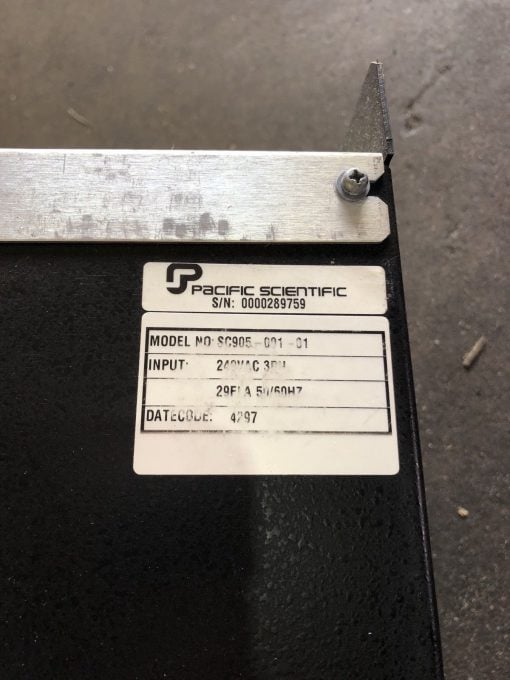 PACIFIC SCIENTIFIC
S/N: 0000289759
MODEL NO: SC905-001-01
INPUT: 240VAC 3PH
29FLA 50/60HZ
DATECODE: 4297